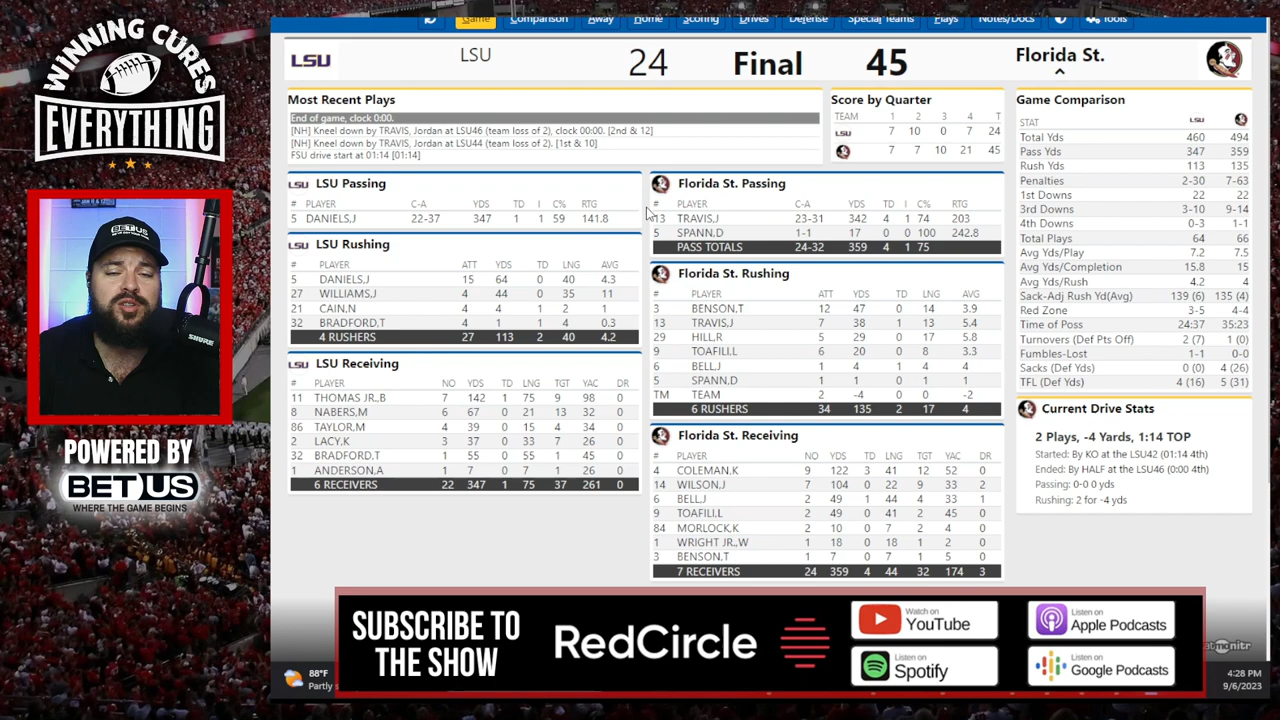 WINNING CURES
EVERYTHING
BETUS
SHURE
POWERED BY
BETUS
WHERE THE GAME BEGINS
Game Comparison Away Home Scoring Drives Defense Special Teams Plays Notes/Docs Tools
LSU LSU 24 Final 45 Florida St.
Most Recent Plays
End of game, clock 0:00.
[NH] Kneel down by TRAVIS, Jordan at LSU46 (team loss of 2), clock 00:00. [2nd & 12]
[NH] Kneel down by TRAVIS, Jordan at LSU44 (team loss of 2). [1st & 10]
FSU drive start at 01:14 [01:14]
Score by Quarter
TEAM 1 2 3 4 T
LSU 7 10 0 7 24
7 7 10 21 45
LSU LSU Passing
# PLAYER C-A YDS TD I C% RTG
5 DANIELS,J 22-37 347 1 1 59 141.8
LSU LSU Rushing
# PLAYER ATT YDS TD LNG AVG
5 DANIELS,J 15 64 0 40 4.3
27 WILLIAMS,J 4 44 0 35 11
21 CAIN,N 4 4 1 2 1
32 BRADFORD,T 4 1 1 4 0.3
4 RUSHERS 27 113 2 40 4.2
LSU LSU Receiving
# PLAYER NO YDS TD LNG TGT YAC DR
11 THOMAS JR.,B 7 142 1 75 9 98 0
8 NABERS,M 6 67 0 21 13 32 0
86 TAYLOR,M 4 39 0 15 4 34 0
2 LACY,K 3 37 0 33 7 26 0
32 BRADFORD,T 1 55 0 55 1 45 0
1 ANDERSON,A 1 7 0 7 1 26 0
6 RECEIVERS 22 347 1 75 37 261 0
Florida St. Passing
# PLAYER C-A YDS TD I C% RTG
13 TRAVIS,J 23-31 342 4 1 74 203
5 SPANN,D 1-1 17 0 0 100 242.8
PASS TOTALS 24-32 359 4 1 75
Florida St. Rushing
# PLAYER ATT YDS TD LNG AVG
3 BENSON,T 12 47 0 14 3.9
13 TRAVIS,J 7 38 1 13 5.4
29 HILL,R 5 29 0 17 5.8
9 TOAFILI,L 6 20 0 8 3.3
6 BELL,J 1 4 1 4 4
5 SPANN,D 1 1 0 1 1
TM TEAM 2 -4 0 0 -2
6 RUSHERS 34 135 2 17 4
Florida St. Receiving
# PLAYER NO YDS TD LNG TGT YAC DR
4 COLEMAN,K 9 122 3 41 12 52 0
14 WILSON,J 7 104 0 22 9 33 2
6 BELL,J 2 49 1 44 4 33 1
9 TOAFILI,L 2 49 0 41 2 45 0
84 MORLOCK,K 2 10 0 7 2 4 0
1 WRIGHT JR.,W 1 18 0 18 1 2 0
3 BENSON,T 1 7 0 7 1 5 0
7 RECEIVERS 24 359 4 44 32 174 3
Game Comparison
STAT LSU
Total Yds 460 494
Pass Yds 347 359
Rush Yds 113 135
Penalties 2-30 7-63
1st Downs 22 22
3rd Downs 3-10 9-14
4th Downs 0-3 1-1
Total Plays 64 66
Avg Yds/Play 7.2 7.5
Avg Yds/Completion 15.8 15
Avg Yds/Rush 4.2 4
Sack-Adj Rush Yd(Avg) 139 (6) 135 (4)
Red Zone 3-5 4-4
Time of Poss 24:37 35:23
Turnovers (Def Pts Off) 2 (7) 1 (0)
Fumbles-Lost 1-1 0-0
Sacks (Def Yds) 0 (0) 4 (26)
TFL (Def Yds) 4 (16) 5 (31)
Current Drive Stats
2 Plays, -4 Yards, 1:14 TOP
Started: By KO at the LSU42 (01:14 4th)
Ended: By HALF at the LSU46 (0:00 4th)
Passing: 0-0 0 yds
Rushing: 2 for -4 yds
SUBSCRIBE TO
THE SHOW
RedCircle
Watch on
YouTube
Listen on
Apple Podcasts
Listen on
Spotify
Listen on
Google Podcasts
88°F
Partly
4:28 PM
9/6/2023